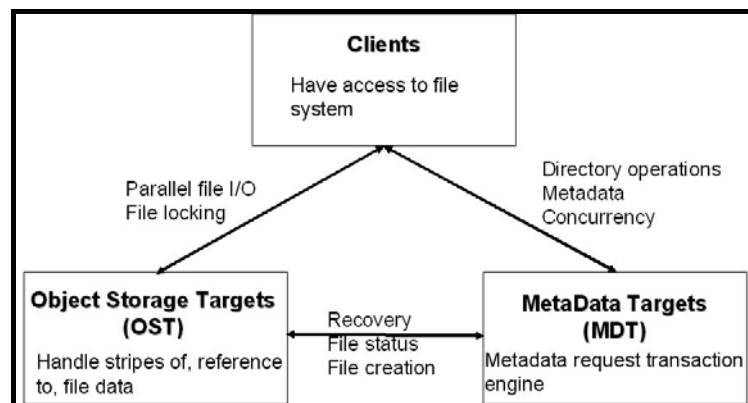 Clients
Have access to file
system
Parallel file I/O
File locking
Directory operations
Metadata
Concurrency
Object Storage Targets
(OST)
Handle stripes of, reference
to, file data
Recovery
File status
File creation
MetaData Targets
(MDT)
Metadata request transaction
engine